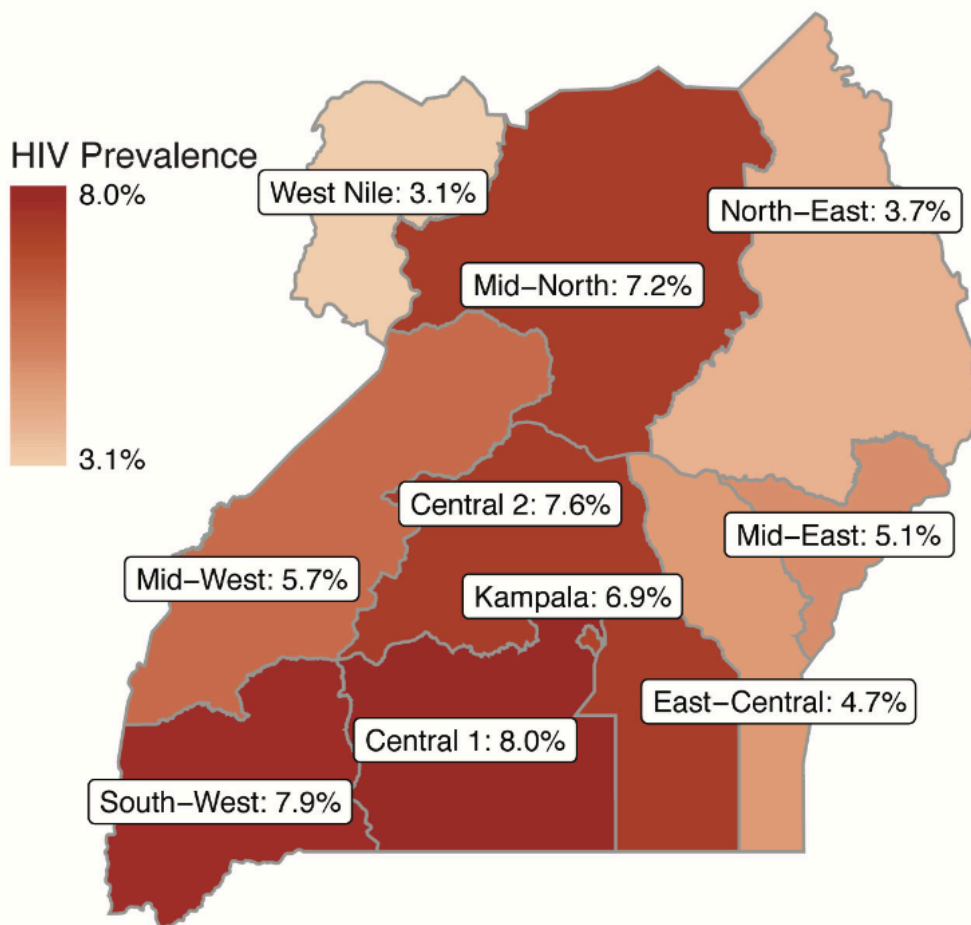 HIV Prevalence
8.0%
3.1%
West Nile: 3.1%
North−East: 3.7%
Mid−North: 7.2%
Central 2: 7.6%
Mid−East: 5.1%
Mid−West: 5.7%
Kampala: 6.9%
East−Central: 4.7%
Central 1: 8.0%
South−West: 7.9%